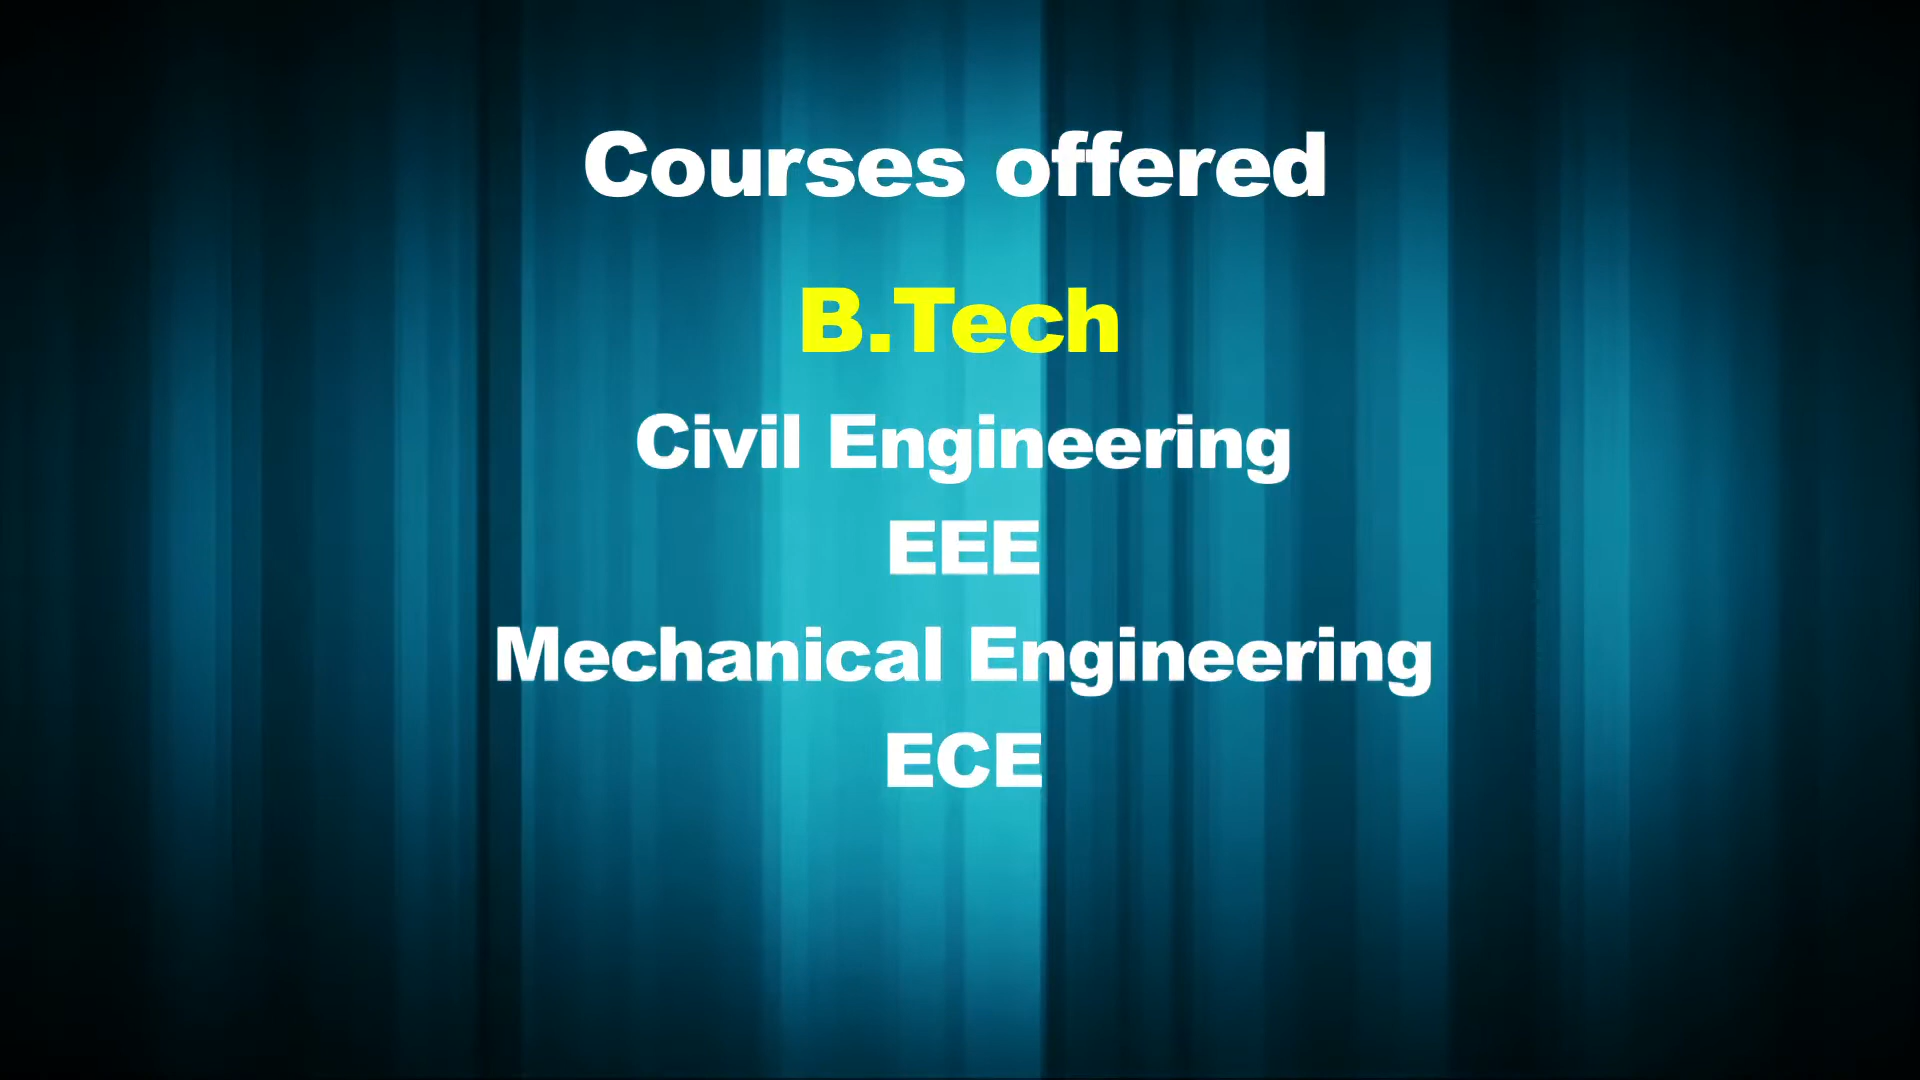 Courses offered
B.Tech
Civil Engineering
EEE
Mechanical Engineering
ECE